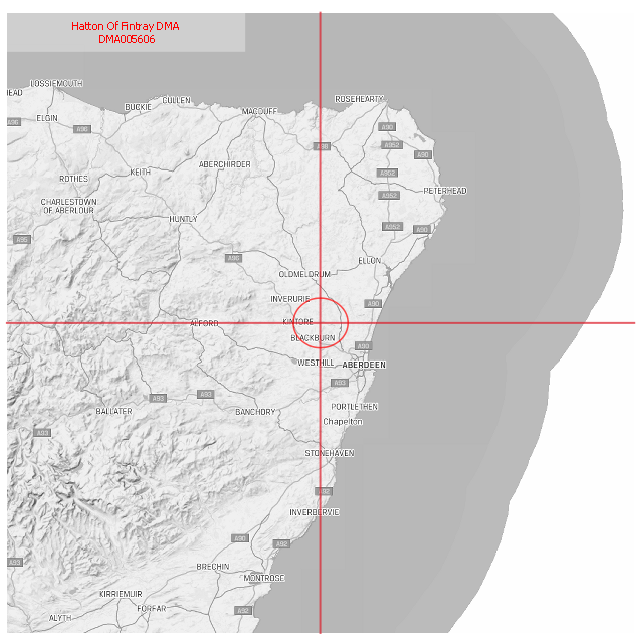 Hatton Of Fintray DMA
DMA005606
LOSSIEMOUTH
EAD
CULLEN
ROSEHEARTY
BUCKIE
MACDUFF
ELGIN
A96
A96
A90
A98
A952
A90
ABERCHIRDER
KEITH
A952
ROTHES
PETERHEAD
A952
CHARLESTOWN
OF ABERLOUR
HUNTLY
A952
A90
A95
A90
ELLON
OLDMELDRUM
INVERURIE
A90
KINTORE
ALFORD
BLACKBURN
A90
WESTHILL
ABERDEEN
A93
A93
A93
PORTLETHEN
BALLATER
BANCHORY
Chapelton
A93
STONEHAVEN
A92
INVERBERVIE
A90
A92
BRECHIN
MONTROSE
KIRRIEMUIR
FORFAR
A92
ALYTH